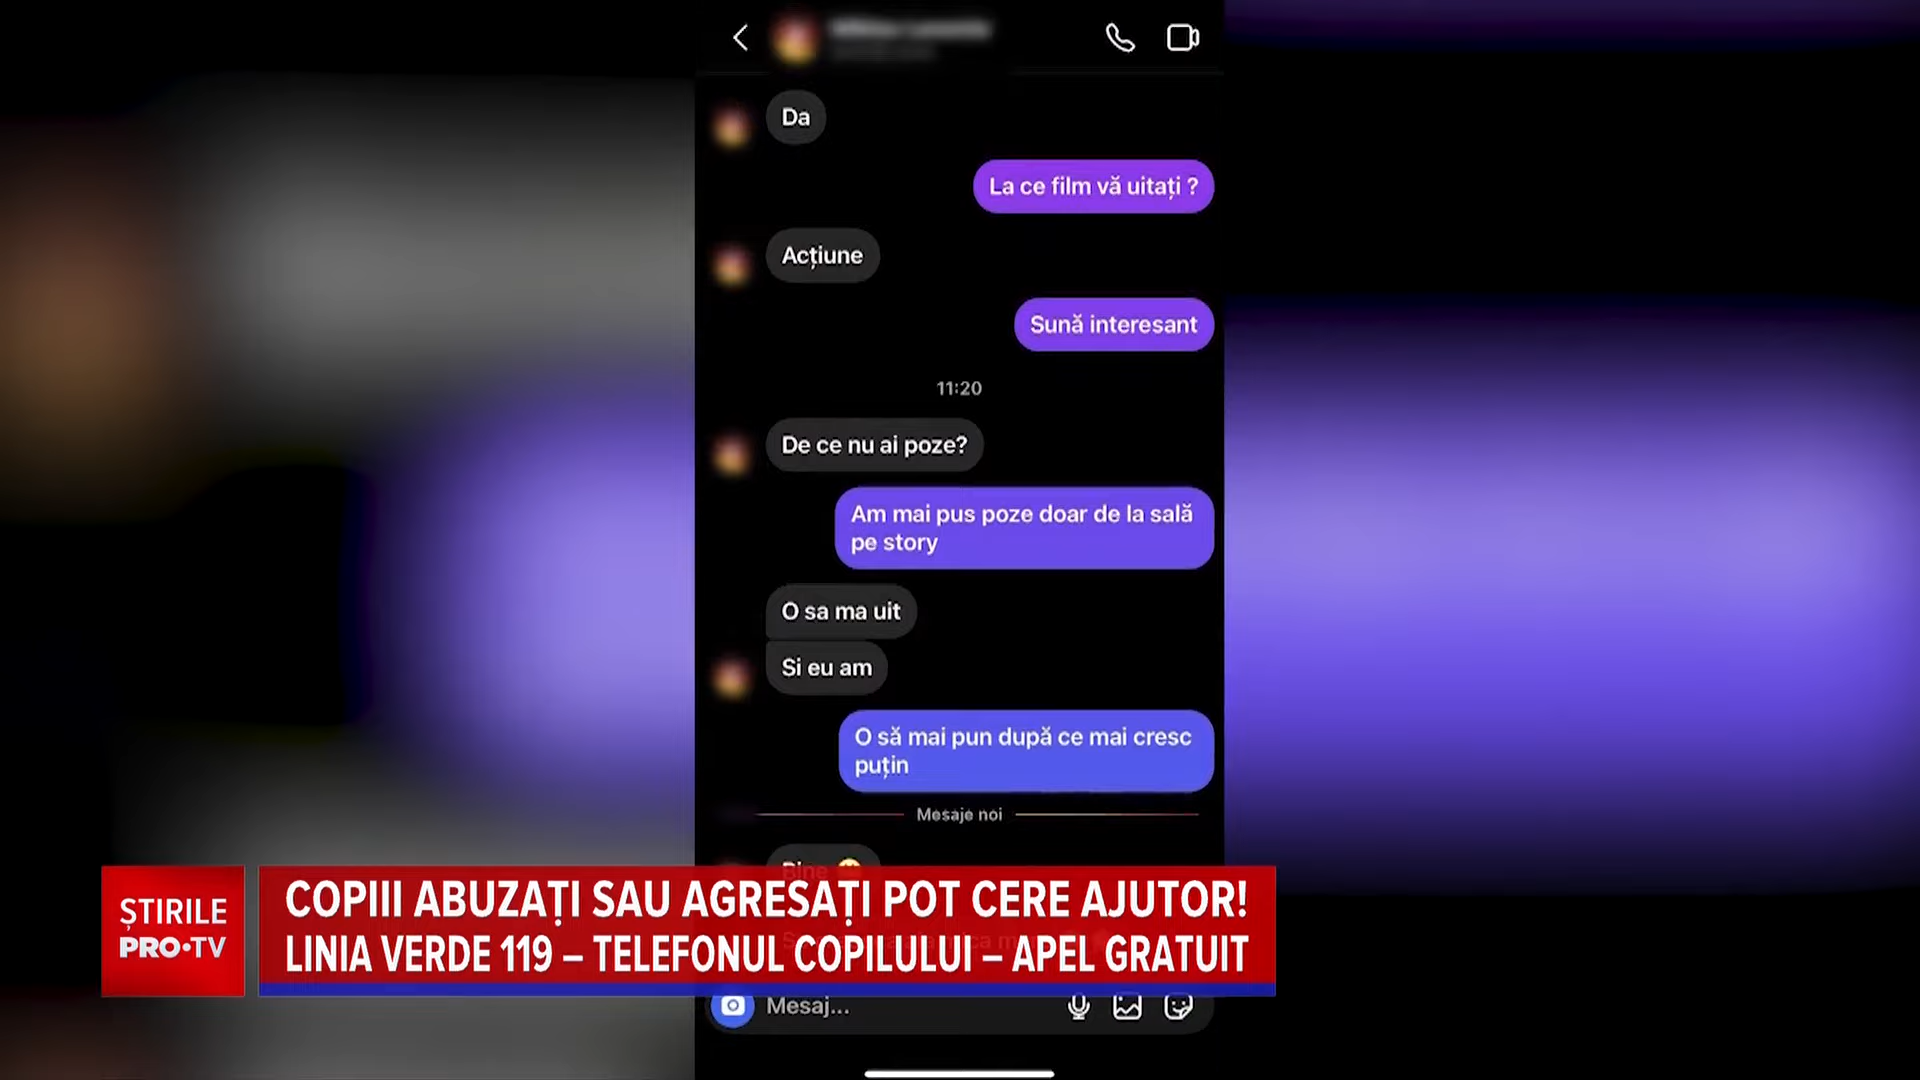 Da
La ce film vă uitați ?
Acțiune
Sună interesant
11:20
De ce nu ai poze?
Am mai pus poze doar de la sală
pe story
O sa ma uit
Si eu am
O să mai pun după ce mai cresc
puțin
Mesaje noi
Bine
ȘTIRILE
PRO•TV
COPIII ABUZAȚI SAU AGRESAȚI POT CERE AJUTOR!
LINIA VERDE 119 – TELEFONUL COPILULUI – APEL GRATUIT
Mesaj...